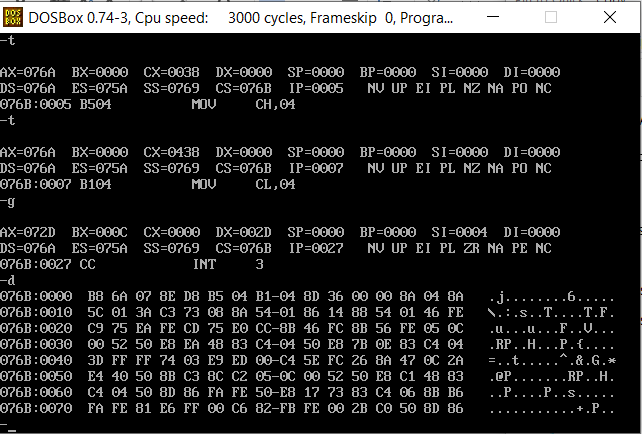 DOS BOX DOSBox 0.74-3, Cpu speed: 3000 cycles, Frameskip 0, Progra...
-t
AX=076A BX=0000 CX=0038 DX=0000 SP=0000 BP=0000 SI=0000 DI=0000
DS=076A ES=075A SS=0769 CS=076B IP=0005 NV UP EI PL NZ NA PO NC
076B:0005 B504 MOV CH,04
-t
AX=076A BX=0000 CX=0438 DX=0000 SP=0000 BP=0000 SI=0000 DI=0000
DS=076A ES=075A SS=0769 CS=076B IP=0007 NV UP EI PL NZ NA PO NC
076B:0007 B104 MOV CL,04
-g
AX=072D BX=000C CX=0000 DX=002D SP=0000 BP=0000 SI=0004 DI=0000
DS=076A ES=075A SS=0769 CS=076B IP=0027 NV UP EI PL ZR NA PE NC
076B:0027 CC INT 3
-d
076B:0000 B8 6A 07 8E D8 B5 04 B1-04 8D 36 00 00 8A 04 8A .j........6.....
076B:0010 5C 01 3A C3 73 08 8A 54-01 86 14 88 54 01 46 FE \.:.s..T....T.F.
076B:0020 C9 75 EA FE CD 75 E0 CC-8B 46 FC 8B 56 FE 05 0C .u...u...F..V...
076B:0030 00 52 50 E8 EA 48 83 C4-04 50 E8 7B 0E 83 C4 04 .RP..H...P.{....
076B:0040 3D FF FF 74 03 E9 ED 00-C4 5E FC 26 8A 47 0C 2A =..t.....^.&.G.*
076B:0050 E4 40 50 8B C3 8C C2 05-0C 00 52 50 E8 C1 48 83 .@P.......RP..H.
076B:0060 C4 04 50 8D 86 FA FE 50-E8 17 73 83 C4 06 8B B6 ..P....P..s.....
076B:0070 FA FE 81 E6 FF 00 C6 82-FB FE 00 2B C0 50 8D 86 ...........+.P..
-_